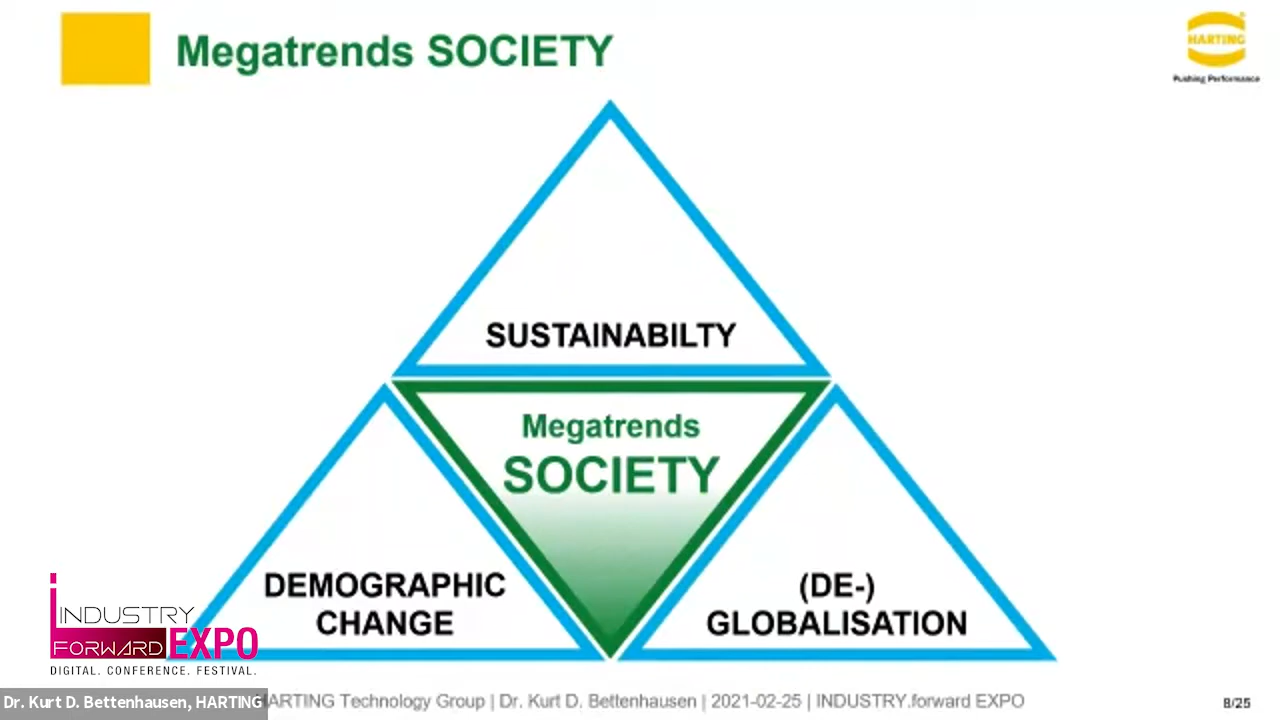 Megatrends SOCIETY
HARTING
Pushing Performance
SUSTAINABILTY
Megatrends
SOCIETY
DEMOGRAPHIC
CHANGE
(DE-)
GLOBALISATION
INDUSTRY
FORWARD EXPO
DIGITAL. CONFERENCE. FESTIVAL.
Dr. Kurt D. Bettenhausen, HARTING
HARTING Technology Group | Dr. Kurt D. Bettenhausen | 2021-02-25 | INDUSTRY.forward EXPO
8/25